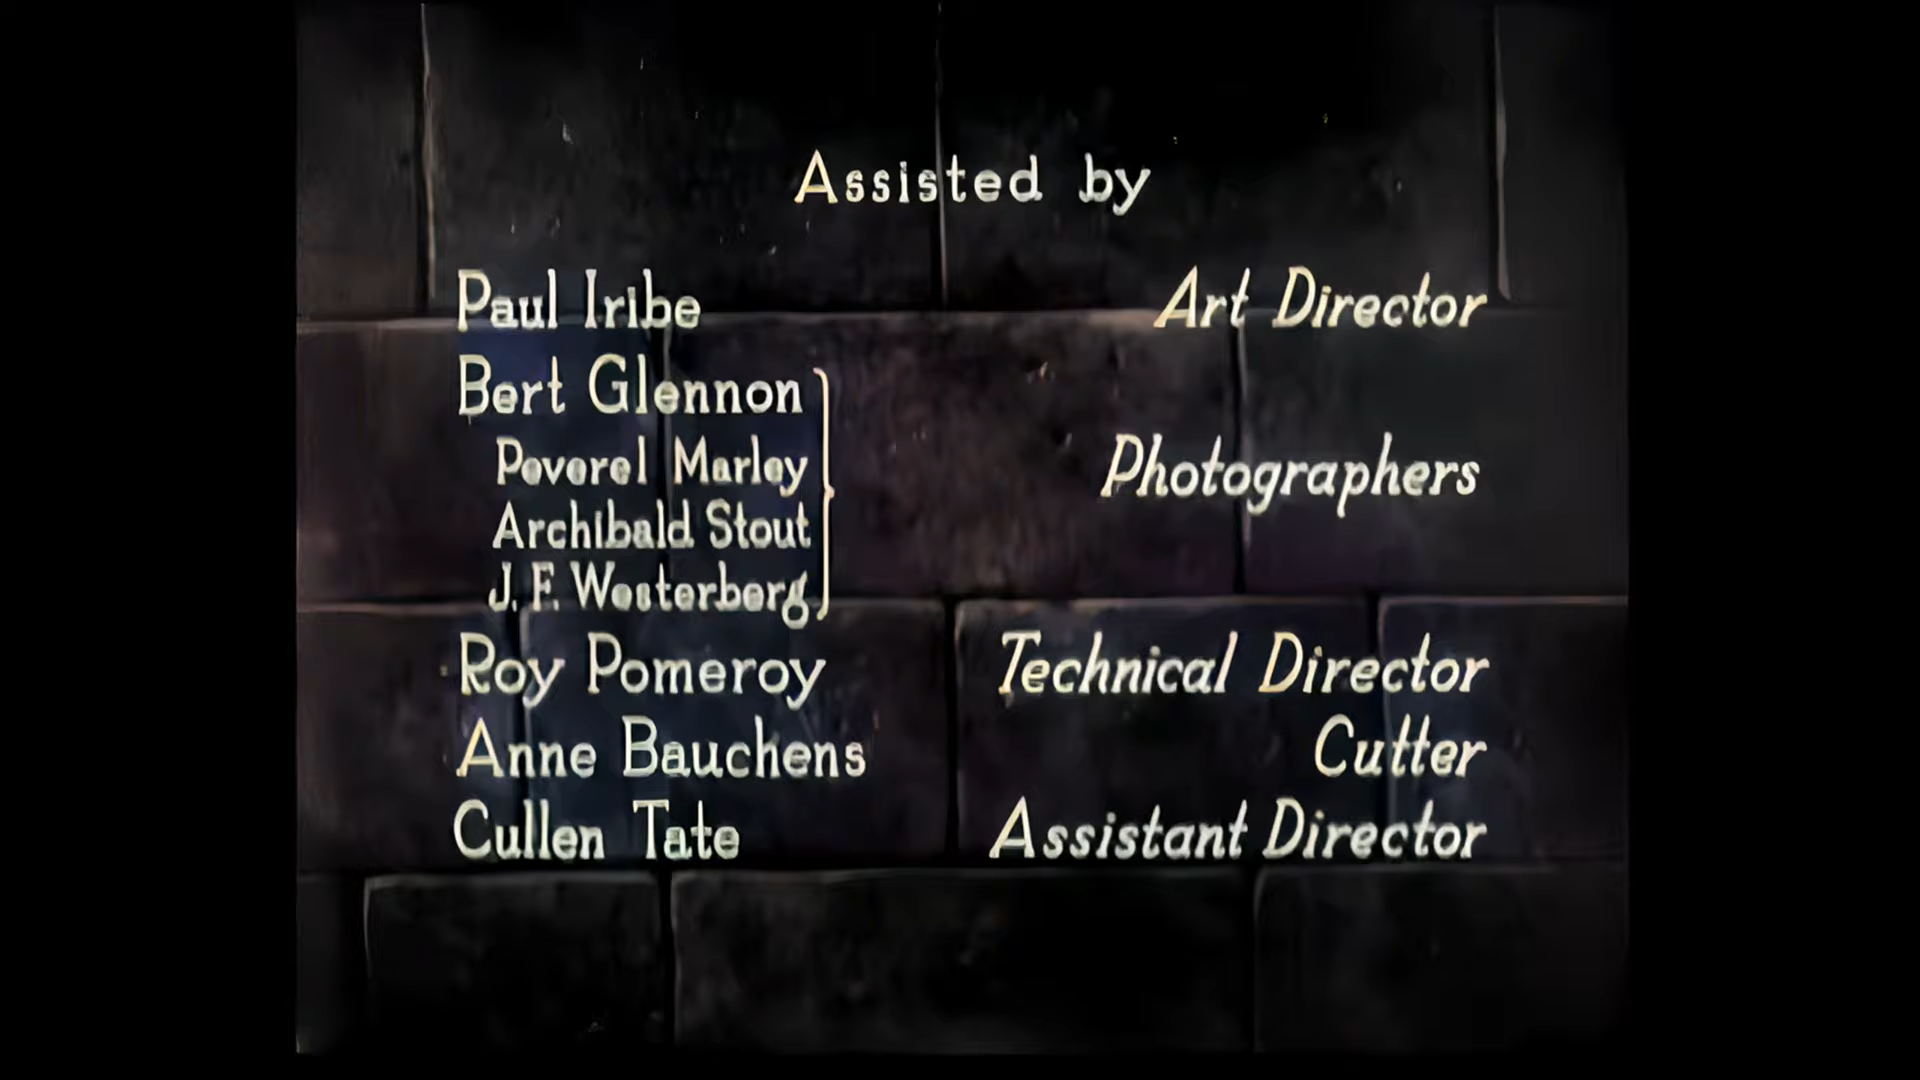 Assisted by
Paul Iribe Art Director
Bert Glennon
Peverel Marley
Photographers
Archibald Stout
J. F. Westerberg
Roy Pomeroy Technical Director
Anne Bauchens Cutter
Cullen Tate Assistant Director